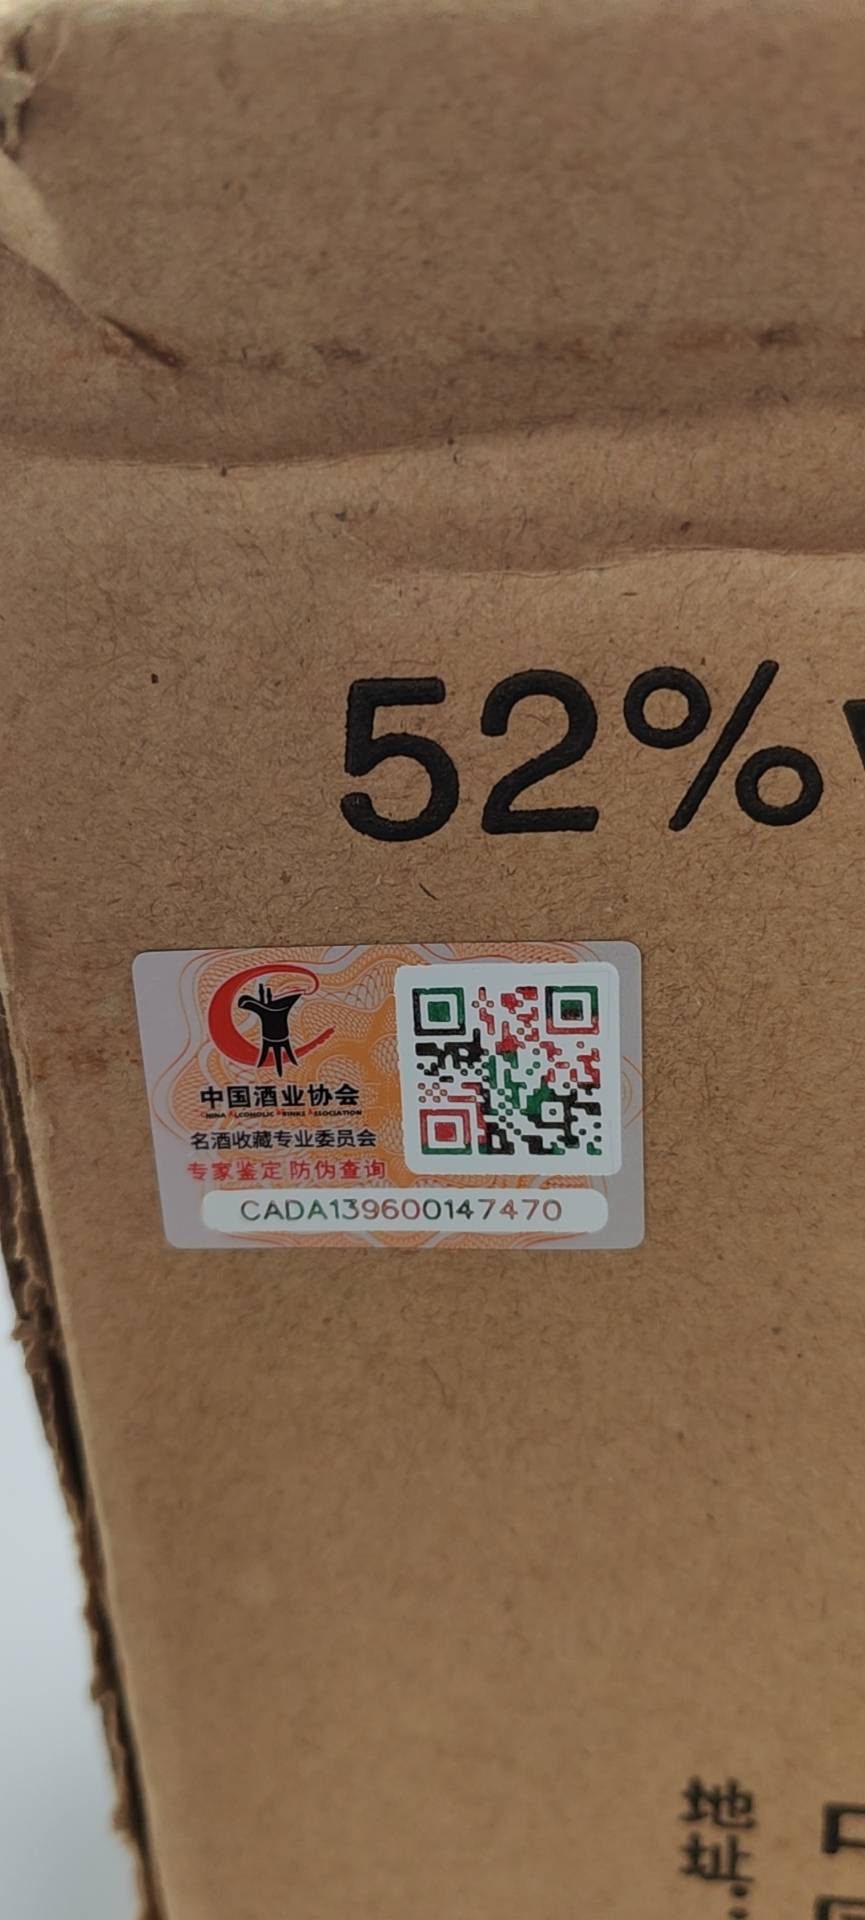 52%
中国酒业协会
CHINA ALCOHOLIC DRINKS ASSOCIATION
名酒收藏专业委员会
专家鉴定 防伪查询
CADA139600147470
地址: